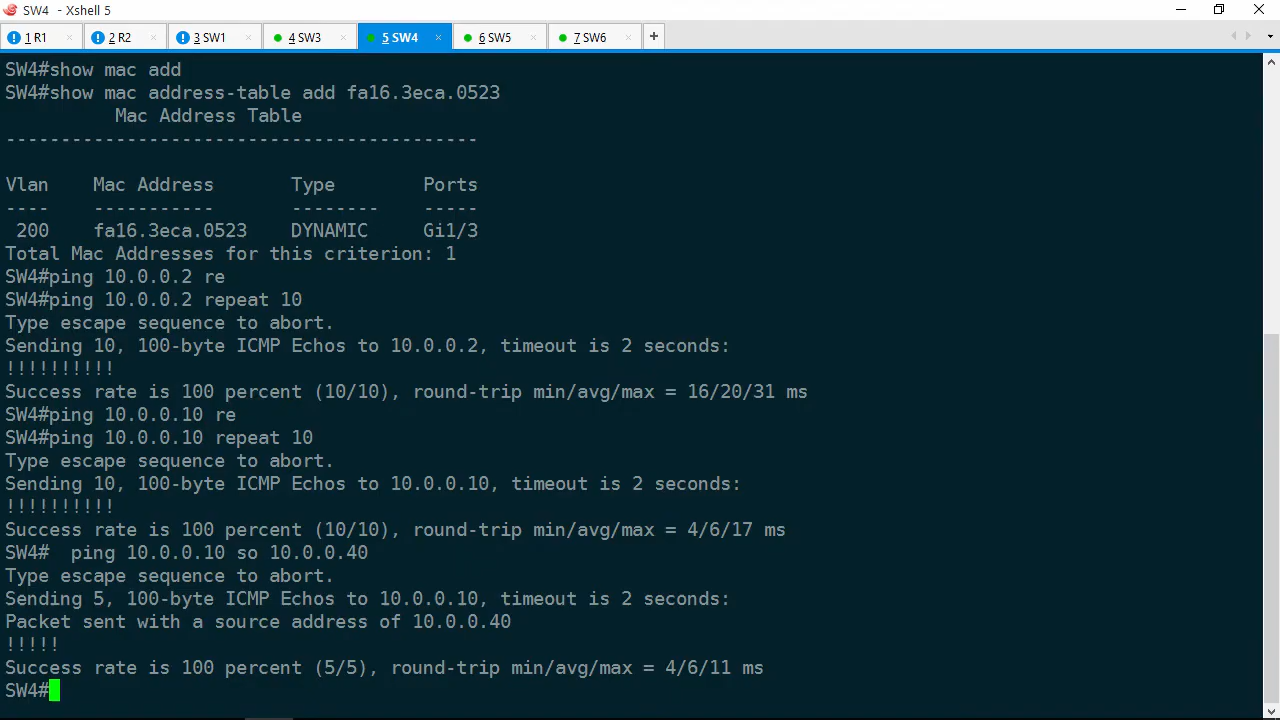 SW4 - Xshell 5
1 R1 × 2 R2 × 3 SW1 × 4 SW3 × 5 SW4 × 6 SW5 × 7 SW6 × +
SW4#show mac add
SW4#show mac address-table add fa16.3eca.0523
Mac Address Table
-------------------------------------------
Vlan Mac Address Type Ports
---- ----------- -------- -----
200 fa16.3eca.0523 DYNAMIC Gi1/3
Total Mac Addresses for this criterion: 1
SW4#ping 10.0.0.2 re
SW4#ping 10.0.0.2 repeat 10
Type escape sequence to abort.
Sending 10, 100-byte ICMP Echos to 10.0.0.2, timeout is 2 seconds:
!!!!!!!!!!
Success rate is 100 percent (10/10), round-trip min/avg/max = 16/20/31 ms
SW4#ping 10.0.0.10 re
SW4#ping 10.0.0.10 repeat 10
Type escape sequence to abort.
Sending 10, 100-byte ICMP Echos to 10.0.0.10, timeout is 2 seconds:
!!!!!!!!!!
Success rate is 100 percent (10/10), round-trip min/avg/max = 4/6/17 ms
SW4#  ping 10.0.0.10 so 10.0.0.40
Type escape sequence to abort.
Sending 5, 100-byte ICMP Echos to 10.0.0.10, timeout is 2 seconds:
Packet sent with a source address of 10.0.0.40
!!!!!
Success rate is 100 percent (5/5), round-trip min/avg/max = 4/6/11 ms
SW4#